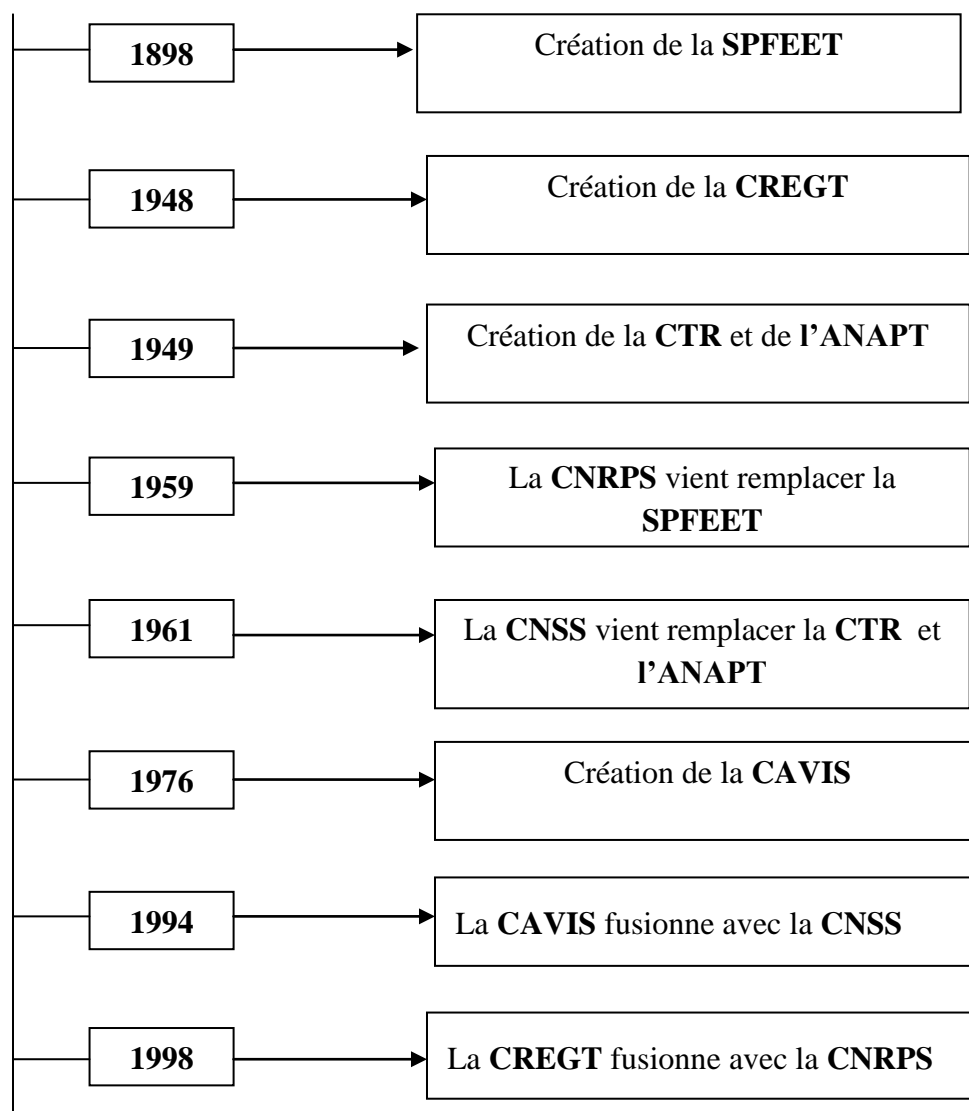 1898
Création de la SPFEET
1948
Création de la CREGT
1949
Création de la CTR et de l’ANAPT
1959
La CNRPS vient remplacer la
SPFEET
1961
La CNSS vient remplacer la CTR et
l’ANAPT
1976
Création de la CAVIS
1994
La CAVIS fusionne avec la CNSS
1998
La CREGT fusionne avec la CNRPS